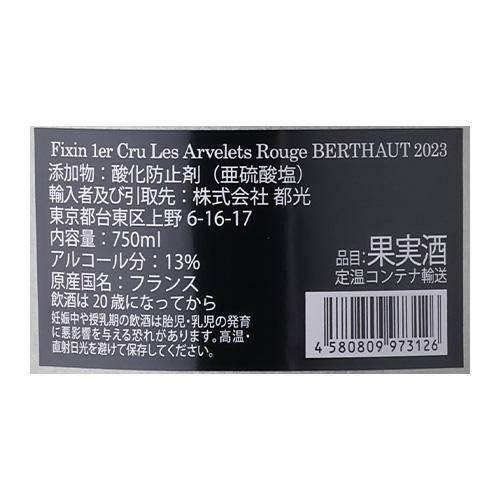 Fixin 1er Cru Les Arvelets Rouge BERTHAUT 2023
添加物：酸化防止剤（亜硫酸塩）
輸入者及び引取先：株式会社 都光
東京都台東区上野 6-16-17
内容量：750ml
アルコール分：13%
原産国名：フランス
飲酒は20歳になってから
妊娠中や授乳期の飲酒は胎児・乳児の発育
に悪影響を与える恐れがあります。高温・
直射日光を避けて保存してください。
品目:果実酒
定温コンテナ輸送
4 580809 973126